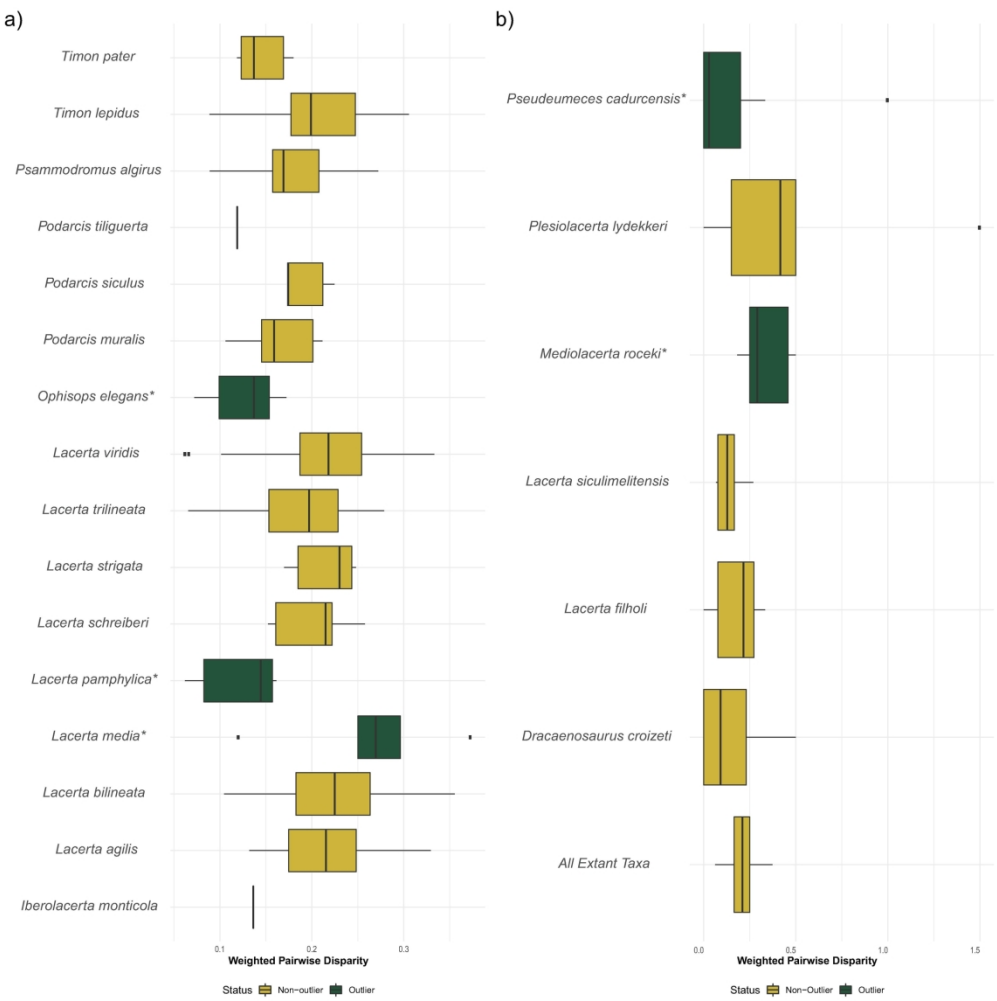 a)
Timon pater
Timon lepidus
Psammodromus algirus
Podarcis tiliguerta
Podarcis siculus
Podarcis muralis
Ophisops elegans*
Lacerta viridis
Lacerta trilineata
Lacerta strigata
Lacerta schreiberi
Lacerta pamphylica*
Lacerta media*
Lacerta bilineata
Lacerta agilis
Iberolacerta monticola
0.1 0.2 0.3
Weighted Pairwise Disparity
Status Non-outlier Outlier
b)
Pseudeumeces cadurcensis*
Plesiolacerta lydekkeri
Mediolacerta roceki*
Lacerta siculimelitensis
Lacerta filholi
Dracaenosaurus croizeti
All Extant Taxa
0.0 0.5 1.0 1.5
Weighted Pairwise Disparity
Status Non-Outlier Outlier